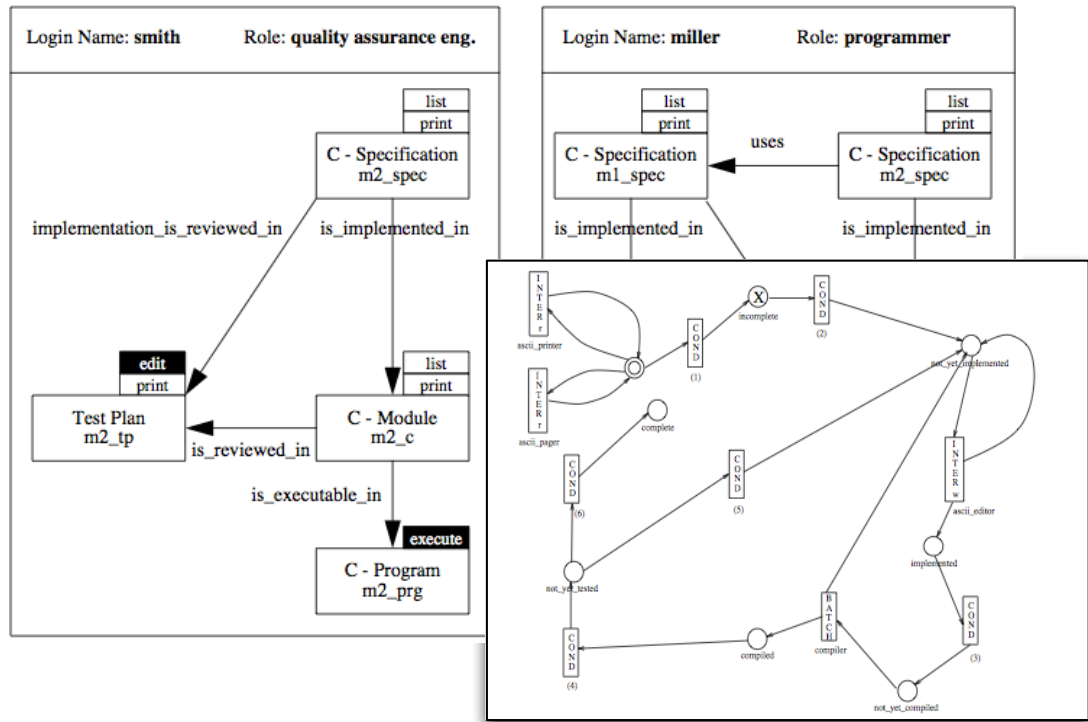 Login Name: smith Role: quality assurance eng.
list
print
C - Specification
m2_spec
implementation_is_reviewed_in
is_implemented_in
edit
print
Test Plan
m2_tp
list
print
C - Module
m2_c
is_reviewed_in
is_executable_in
execute
C - Program
m2_prg
Login Name: miller Role: programmer
list
print
C - Specification
m1_spec
uses
list
print
C - Specification
m2_spec
is_implemented_in
is_implemented_in
INTER r
ascii_printer
INTER r
ascii_pager
COND
(1)
X
incomplete
COND
(2)
not_yet_implemented
complete
COND
(6)
COND
(5)
INTER w
ascii_editor
implemented
not_yet_tested
COND
(4)
compiled
BATCH
compiler
COND
(3)
not_yet_compiled